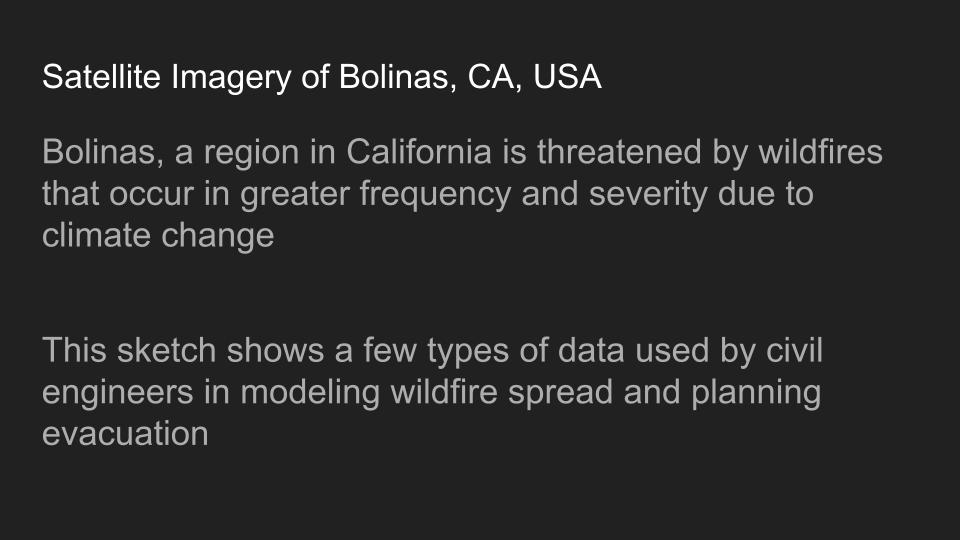 Satellite Imagery of Bolinas, CA, USA
Bolinas, a region in California is threatened by wildfires
that occur in greater frequency and severity due to
climate change
This sketch shows a few types of data used by civil
engineers in modeling wildfire spread and planning
evacuation